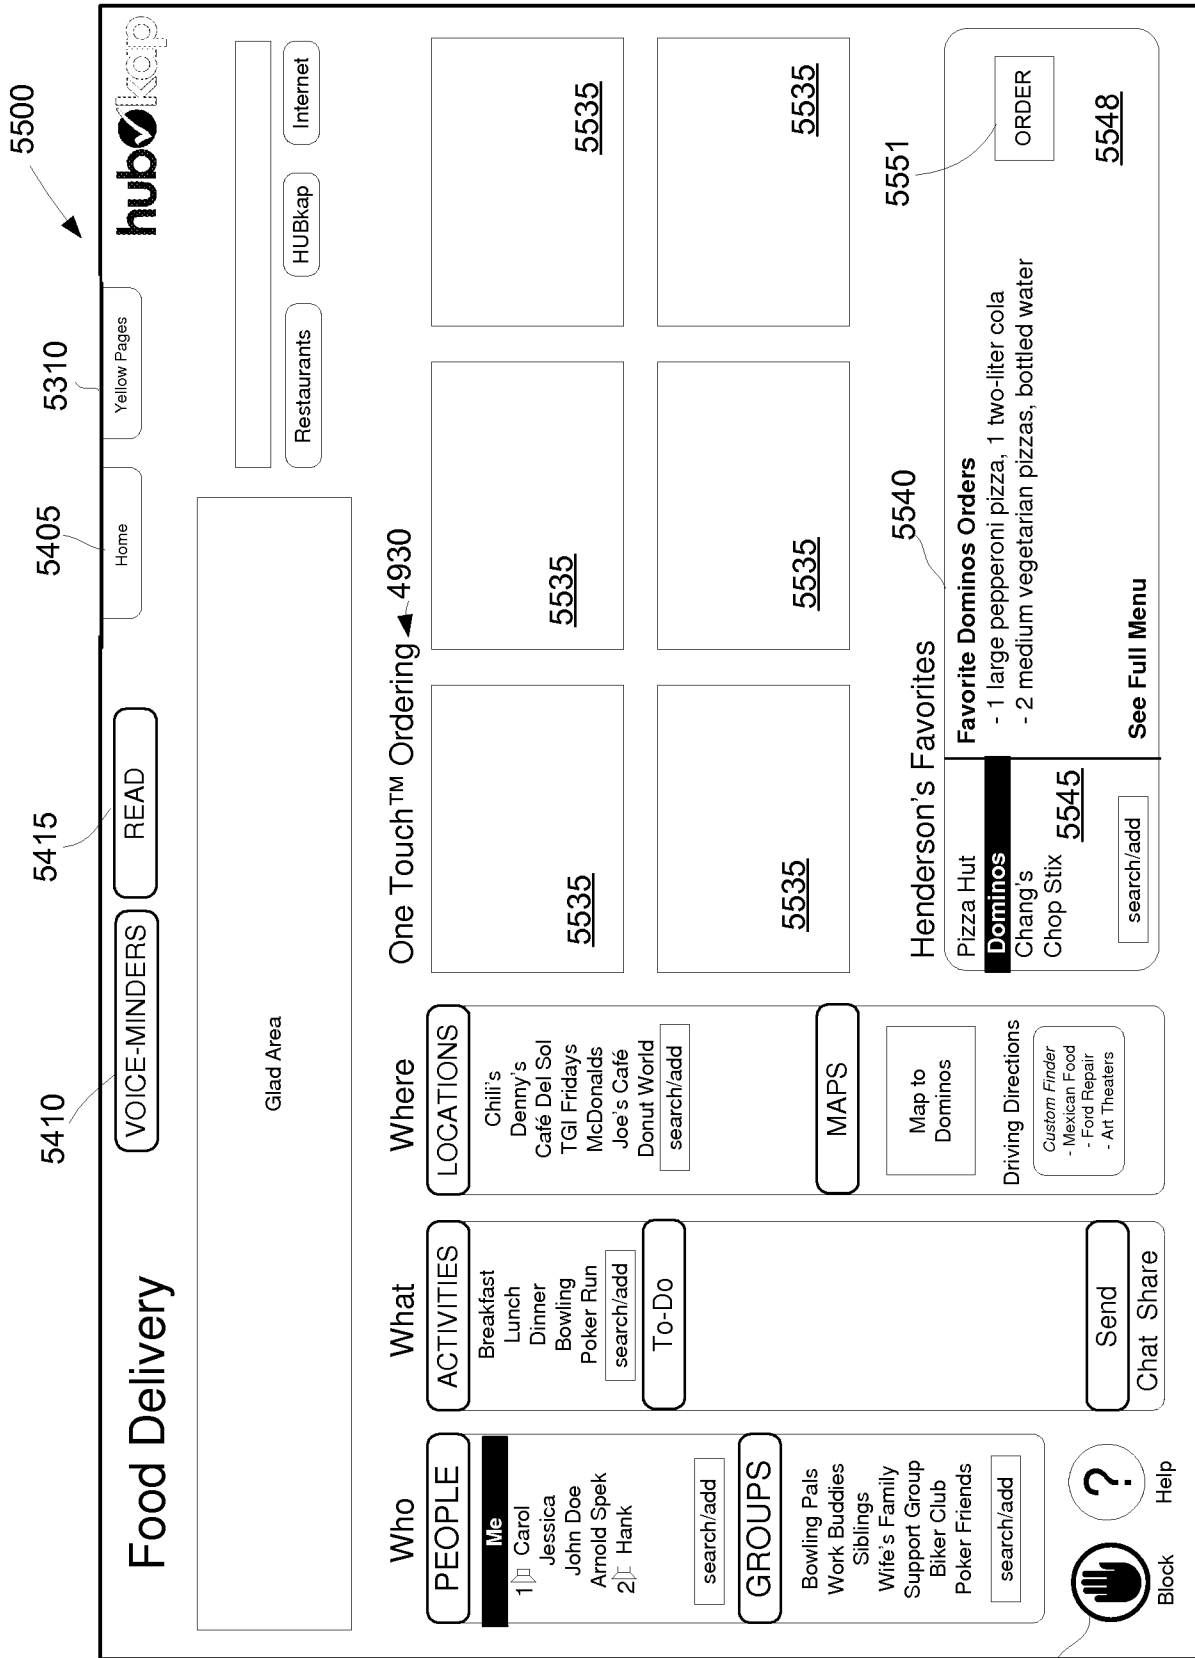 5500
5410
5415
5405
5310
Food Delivery
VOICE-MINDERS
READ
Home
Yellow Pages
hub kap
Glad Area
Restaurants
HUBkap
Internet
Who
What
Where
One Touch™ Ordering
4930
PEOPLE
Me
1 Carol
Jessica
John Doe
Arnold Spek
2 Hank
search/add
GROUPS
Bowling Pals
Work Buddies
Siblings
Wife's Family
Support Group
Biker Club
Poker Friends
search/add
Block
?
Help
ACTIVITIES
Breakfast
Lunch
Dinner
Bowling
Poker Run
search/add
To-Do
Send
Chat Share
LOCATIONS
Chili's
Denny's
Café Del Sol
TGI Fridays
McDonalds
Joe's Café
Donut World
search/add
MAPS
Map to
Dominos
Driving Directions
Custom Finder
- Mexican Food
- Ford Repair
- Art Theaters
5535
5535
5535
5535
5535
5535
Henderson's Favorites
5540
5551
Pizza Hut
Dominos
Chang's
Chop Stix
5545
search/add
Favorite Dominos Orders
- 1 large pepperoni pizza, 1 two-liter cola
- 2 medium vegetarian pizzas, bottled water
See Full Menu
ORDER
5548